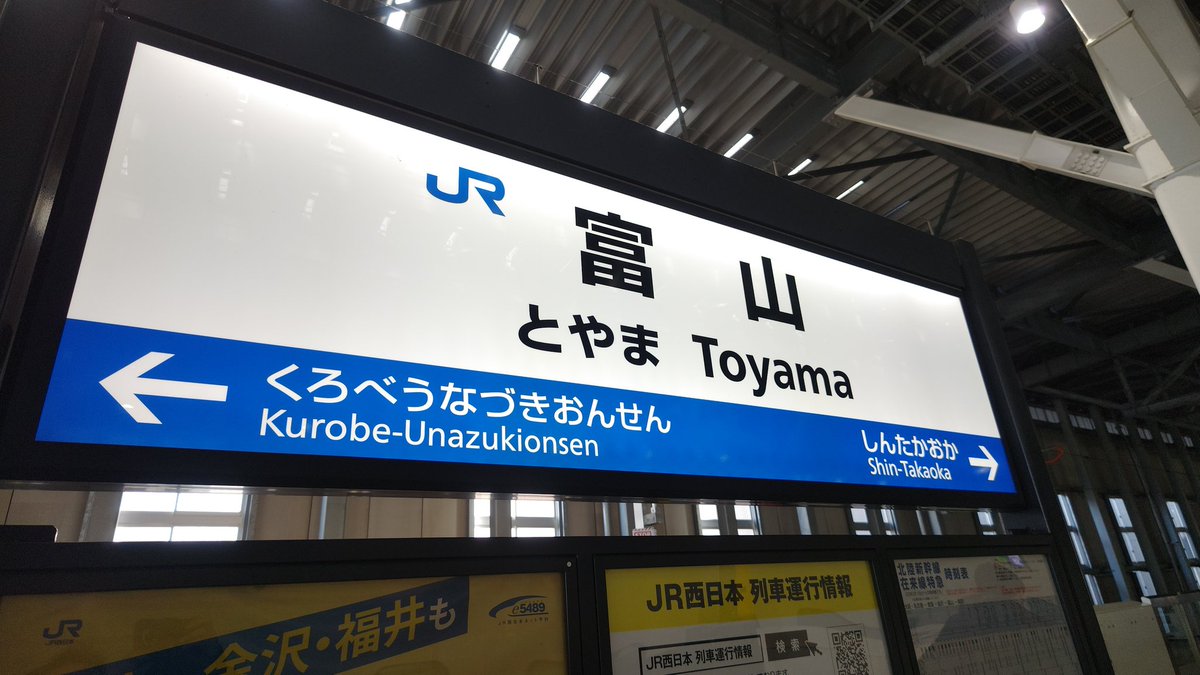 JR 富山
とやま Toyama
くろべうなづきおんせん
Kurobe-Unazukionsen
しんたかおか
Shin-Takaoka
JR
金沢・福井も
e5489
JR西日本 列車運行情報
JR西日本 列車運行情報 検索
北陸新幹線
在来線特急 時刻表